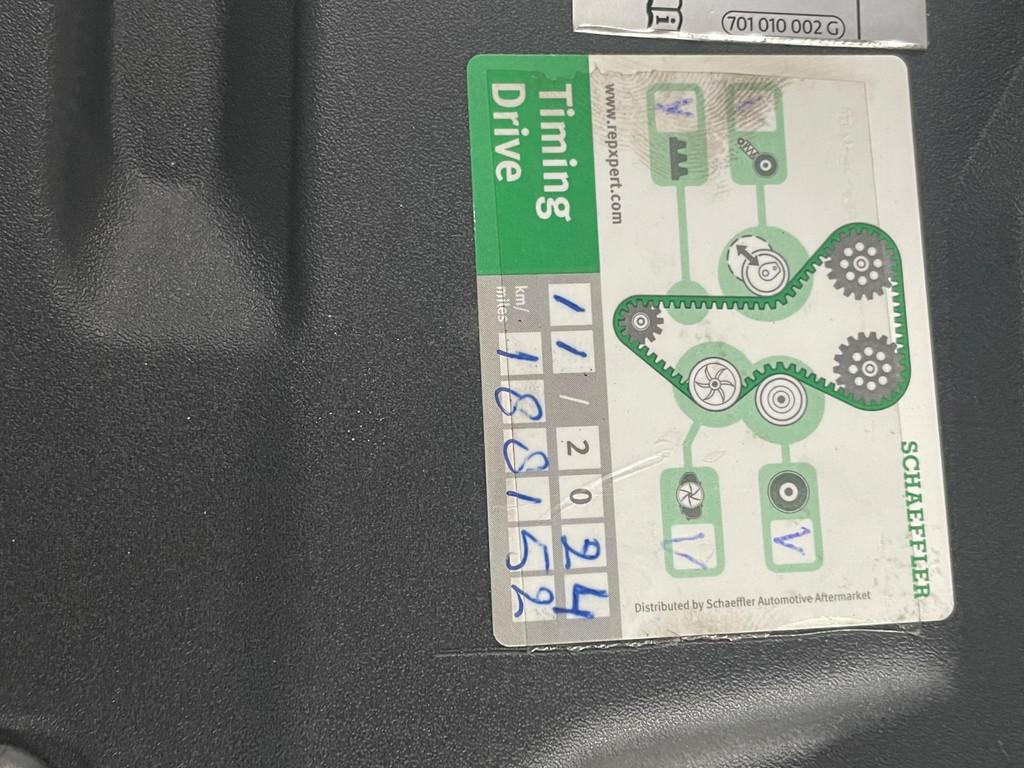 701 010 002 G
SCHAEFFLER
Distributed by Schaeffler Automotive Aftermarket
www.repxpert.com
Timing
Drive
11 / 2024
km/
miles
188152